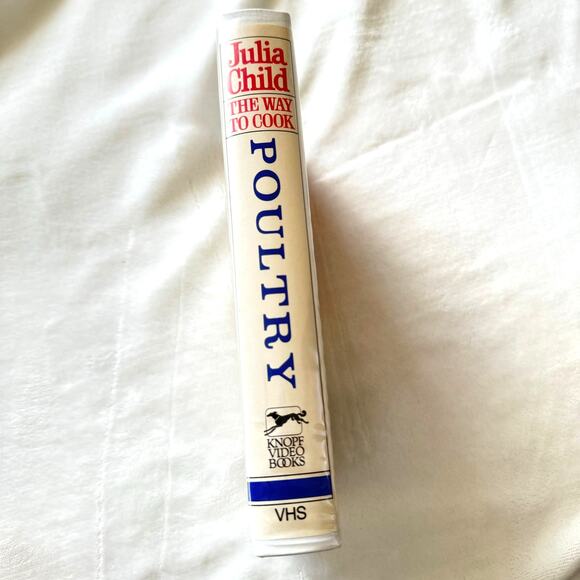 Julia
Child
THE WAY
TO COOK
POULTRY
KNOPF
VIDEO
BOOKS
VHS